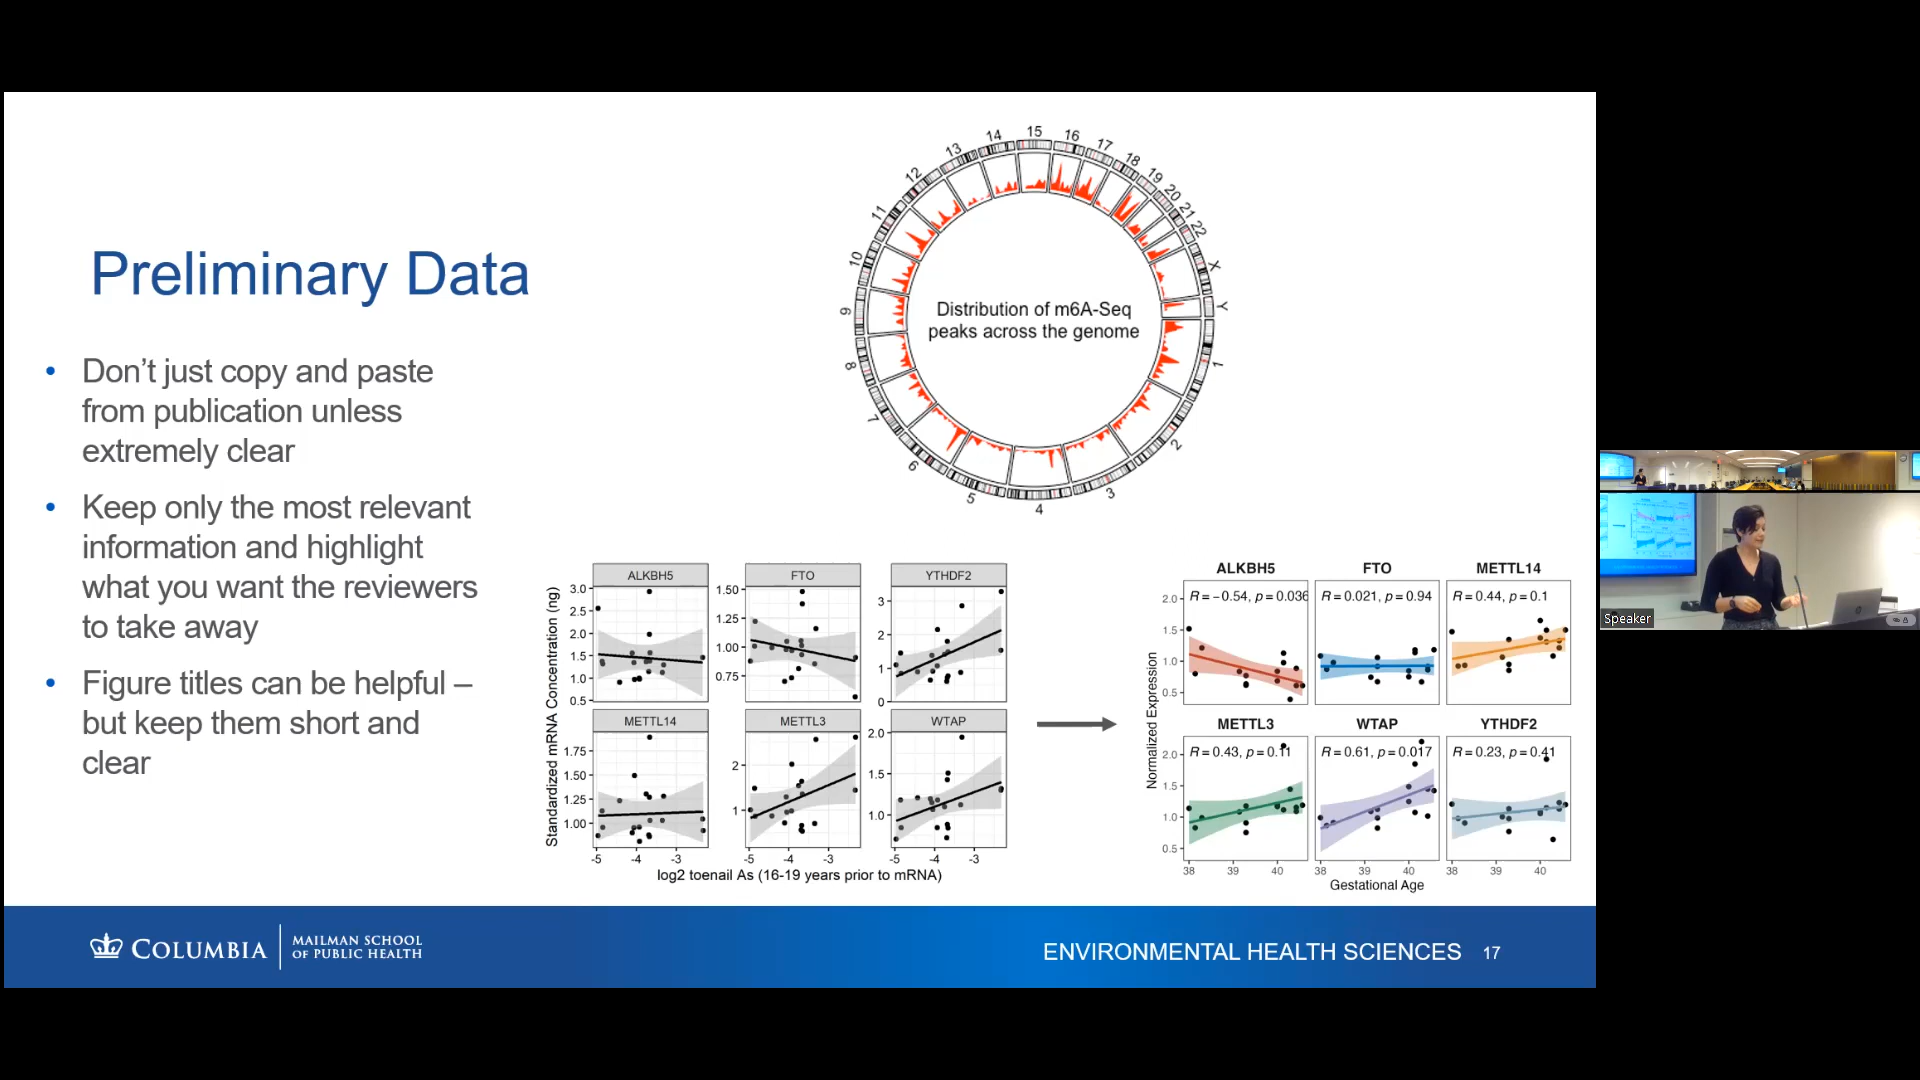 Preliminary Data
• Don't just copy and paste
from publication unless
extremely clear
• Keep only the most relevant
information and highlight
what you want the reviewers
to take away
• Figure titles can be helpful –
but keep them short and
clear
1
2
3
4
5
6
7
8
9
10
11
12
13
14
15
16
17
18
19
20
21
22
X
Y
Distribution of m6A-Seq
peaks across the genome
Standardized mRNA Concentration (ng)
ALKBH5
3.0
2.5
2.0
1.5
1.0
0.5
FTO
1.50
1.25
1.00
0.75
YTHDF2
3
2
1
0
METTL14
1.75
1.50
1.25
1.00
METTL3
2
1
WTAP
2.0
1.5
1.0
-5 -4 -3
-5 -4 -3
-5 -4 -3
log2 toenail As (16-19 years prior to mRNA)
Normalized Expression
ALKBH5
R = −0.54, p = 0.036
FTO
R = 0.021, p = 0.94
METTL14
R = 0.44, p = 0.1
2.0
1.5
1.0
0.5
METTL3
R = 0.43, p = 0.11
WTAP
R = 0.61, p = 0.017
YTHDF2
R = 0.23, p = 0.41
2.0
1.5
1.0
0.5
38 39 40
38 39 40
38 39 40
Gestational Age
COLUMBIA
MAILMAN SCHOOL
OF PUBLIC HEALTH
ENVIRONMENTAL HEALTH SCIENCES 17
Speaker